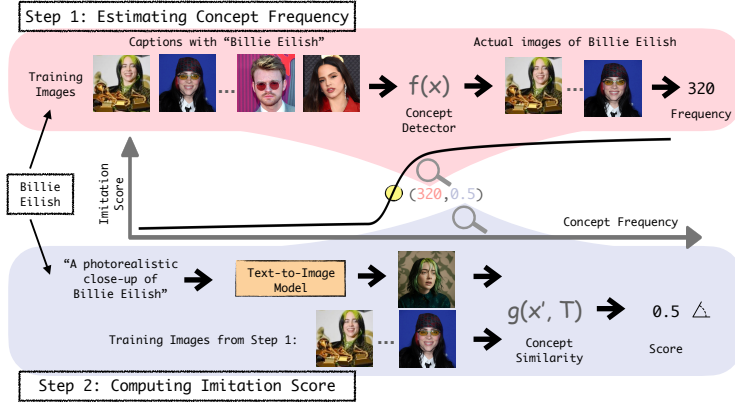 Step 1: Estimating Concept Frequency
Captions with “Billie Eilish”
Actual images of Billie Eilish
Training
Images
...
f(x)
...
320
Concept
Detector
Frequency
Imitation
Score
Billie
Eilish
(320,0.5)
Concept Frequency
“A photorealistic
close-up of
Billie Eilish”
Text-to-Image
Model
g(x', T)
0.5
Training Images from Step 1:
...
Concept
Similarity
Score
Step 2: Computing Imitation Score